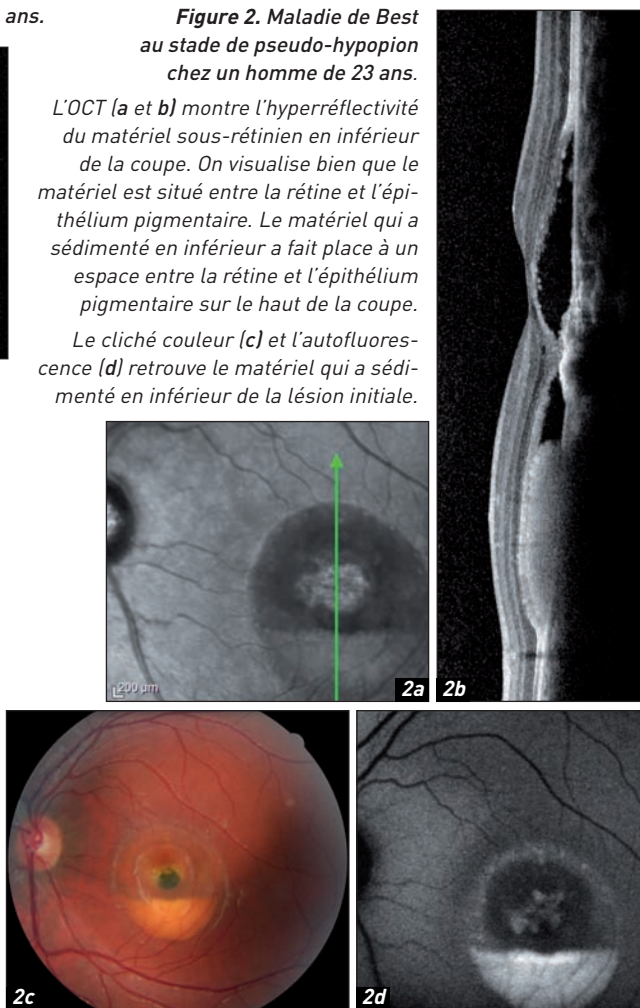 ans.
Figure 2. Maladie de Best
au stade de pseudo-hypopion
chez un homme de 23 ans.
L'OCT (a et b) montre l'hyperréflectivité
du matériel sous-rétinien en inférieur
de la coupe. On visualise bien que le
matériel est situé entre la rétine et l'épi-
thélium pigmentaire. Le matériel qui a
sédimenté en inférieur a fait place à un
espace entre la rétine et l'épithélium
pigmentaire sur le haut de la coupe.
Le cliché couleur (c) et l'autofluores-
cence (d) retrouve le matériel qui a sédi-
menté en inférieur de la lésion initiale.
200 µm
2a
2b
2c
2d